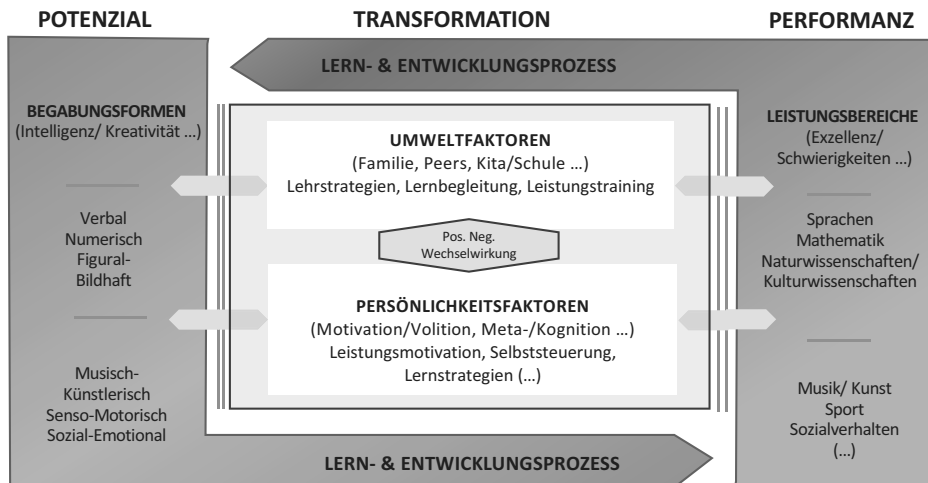 POTENZIAL
TRANSFORMATION
PERFORMANZ
LERN- & ENTWICKLUNGSPROZESS
BEGABUNGSFORMEN
(Intelligenz/ Kreativität ...)
Verbal
Numerisch
Figural-
Bildhaft
Musisch-
Künstlerisch
Senso-Motorisch
Sozial-Emotional
UMWELTFAKTOREN
(Familie, Peers, Kita/Schule ...)
Lehrstrategien, Lernbegleitung, Leistungstraining
Pos. Neg.
Wechselwirkung
PERSÖNLICHKEITSFAKTOREN
(Motivation/Volition, Meta-/Kognition ...)
Leistungsmotivation, Selbststeuerung,
Lernstrategien (...)
LEISTUNGSBEREICHE
(Exzellenz/
Schwierigkeiten ...)
Sprachen
Mathematik
Naturwissenschaften/
Kulturwissenschaften
Musik/ Kunst
Sport
Sozialverhalten
(...)
LERN- & ENTWICKLUNGSPROZESS